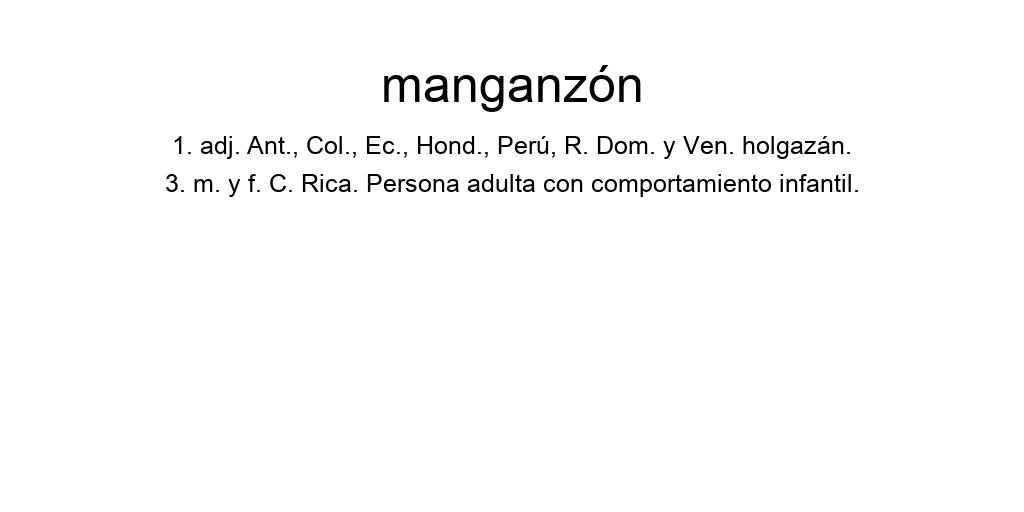 manganzón
1. adj. Ant., Col., Ec., Hond., Perú, R. Dom. y Ven. holgazán.
3. m. y f. C. Rica. Persona adulta con comportamiento infantil.